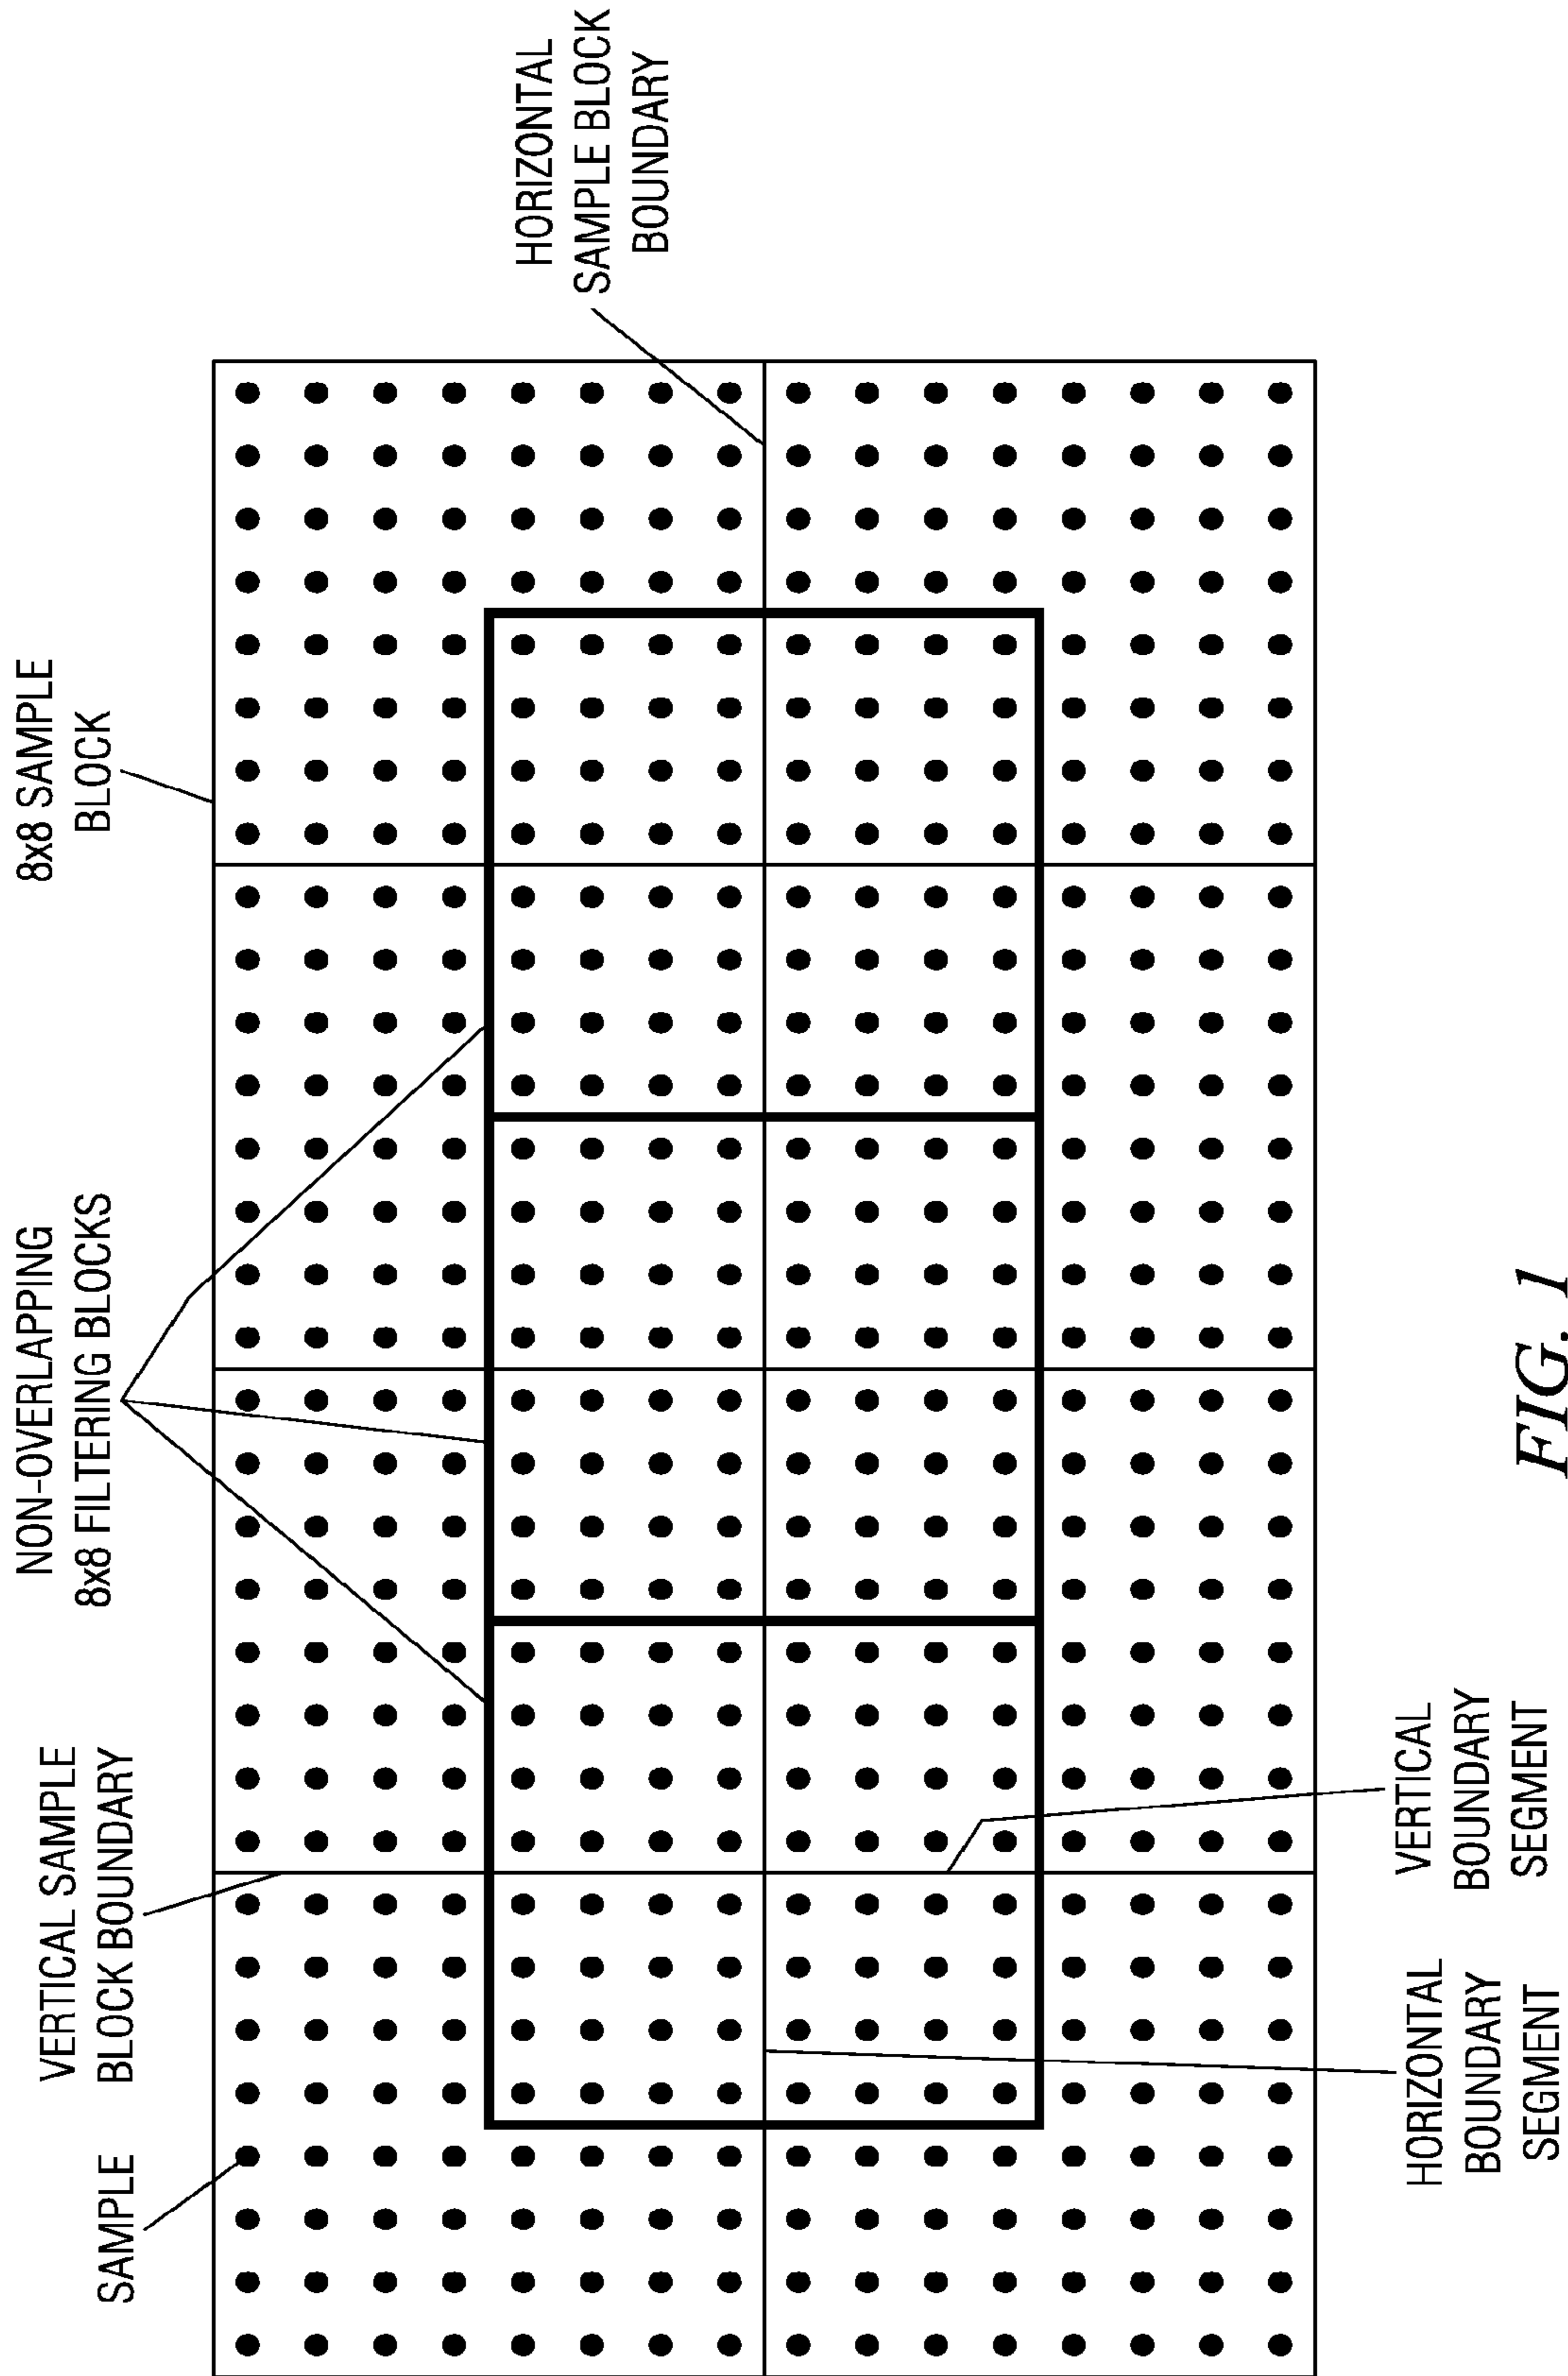 SAMPLE
VERTICAL SAMPLE
BLOCK BOUNDARY
NON-OVERLAPPING
8x8 FILTERING BLOCKS
8x8 SAMPLE
BLOCK
HORIZONTAL
SAMPLE BLOCK
BOUNDARY
HORIZONTAL
BOUNDARY
SEGMENT
VERTICAL
BOUNDARY
SEGMENT
FIG. 1